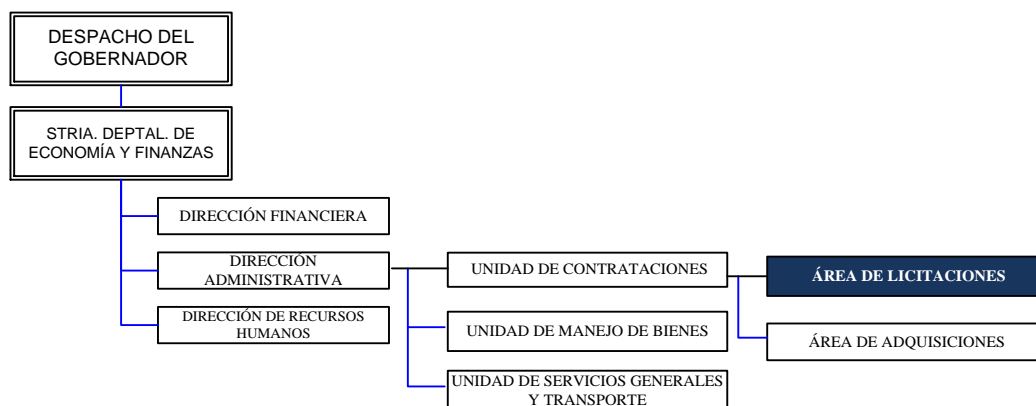 DESPACHO DEL
GOBERNADOR
STRIA. DEPTAL. DE
ECONOMÍA Y FINANZAS
DIRECCIÓN FINANCIERA
DIRECCIÓN
ADMINISTRATIVA
DIRECCIÓN DE RECURSOS
HUMANOS
UNIDAD DE CONTRATACIONES
UNIDAD DE MANEJO DE BIENES
UNIDAD DE SERVICIOS GENERALES
Y TRANSPORTE
ÁREA DE LICITACIONES
ÁREA DE ADQUISICIONES